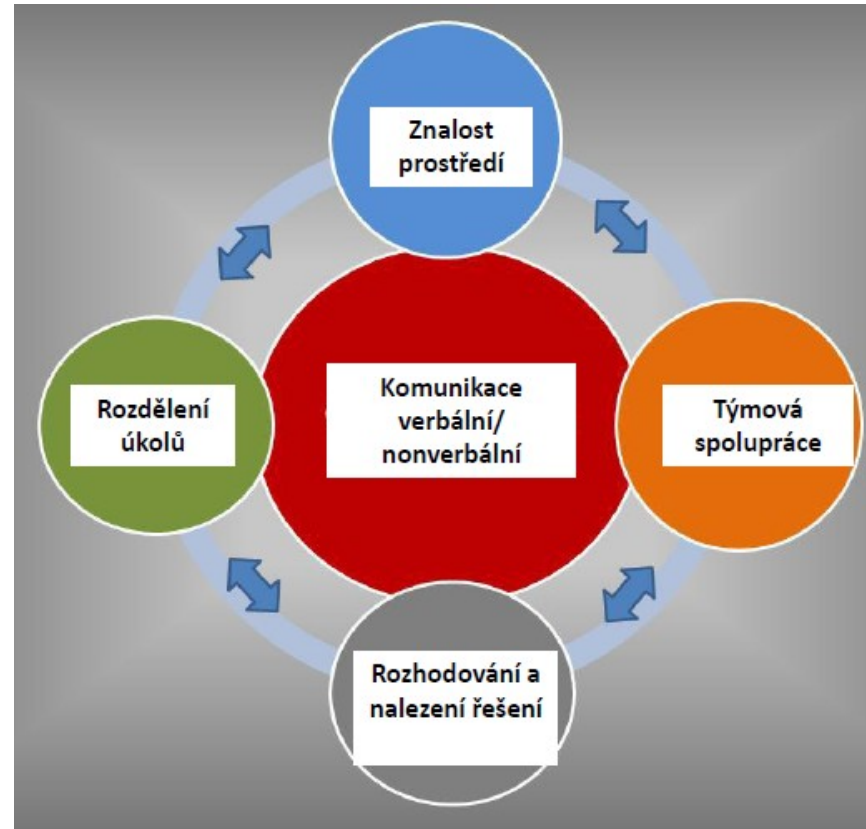 Znalost
prostředí
Rozdělení
úkolů
Komunikace
verbální/
nonverbální
Týmová
spolupráce
Rozhodování a
nalezení řešení